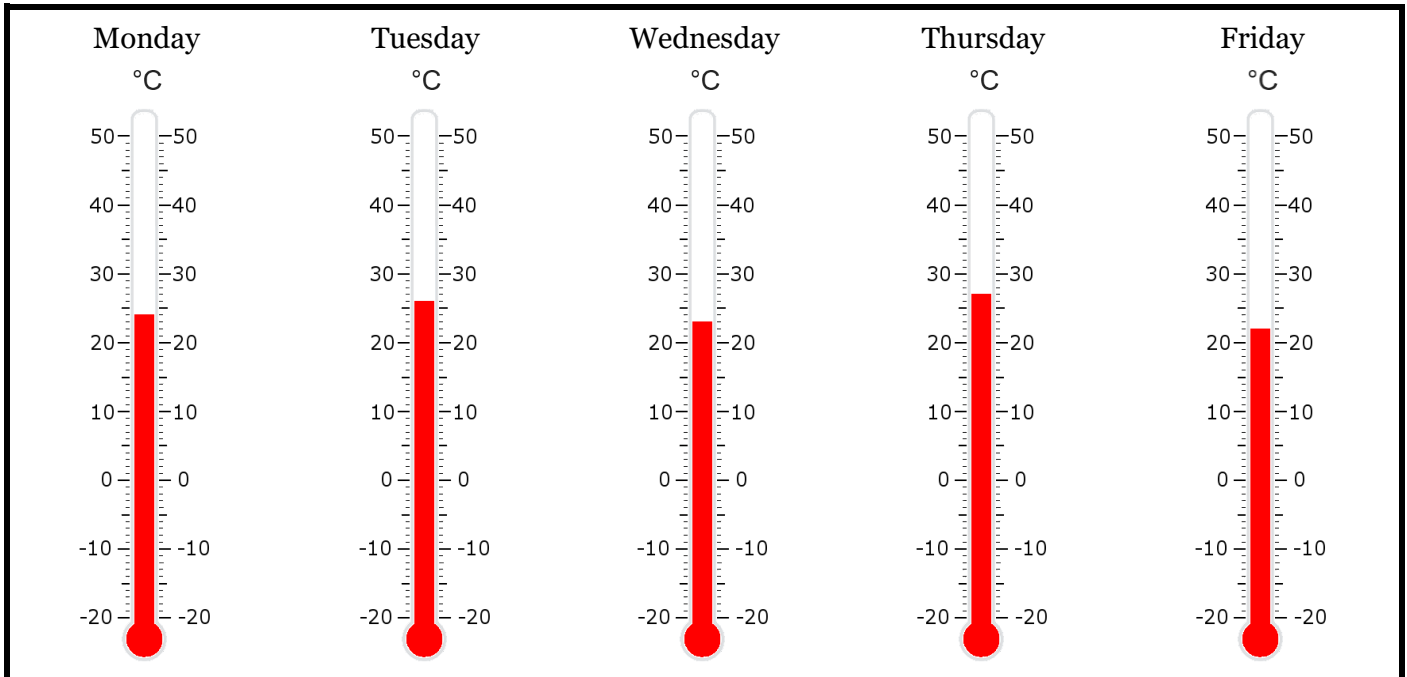 Monday Tuesday Wednesday Thursday Friday
°C °C °C °C °C
50 50 50 50 50 50 50 50 50 50
40 40 40 40 40 40 40 40 40 40
30 30 30 30 30 30 30 30 30 30
20 20 20 20 20 20 20 20 20 20
10 10 10 10 10 10 10 10 10 10
0 0 0 0 0 0 0 0 0 0
-10 -10 -10 -10 -10 -10 -10 -10 -10 -10
-20 -20 -20 -20 -20 -20 -20 -20 -20 -20